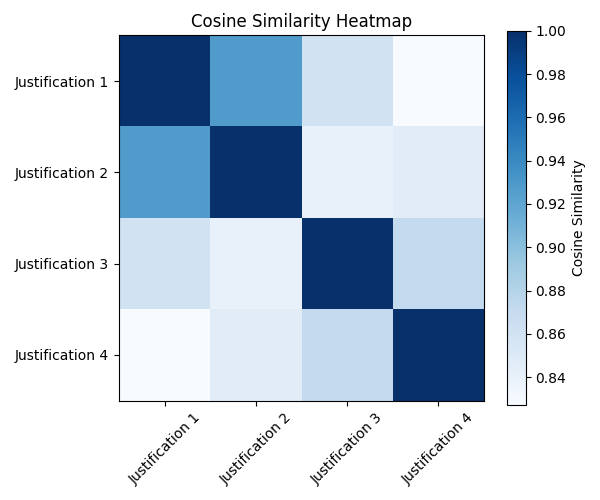 Cosine Similarity Heatmap
Justification 1
Justification 2
Justification 3
Justification 4
Justification 1
Justification 2
Justification 3
Justification 4
1.00
0.98
0.96
0.94
0.92
0.90
0.88
0.86
0.84
Cosine Similarity